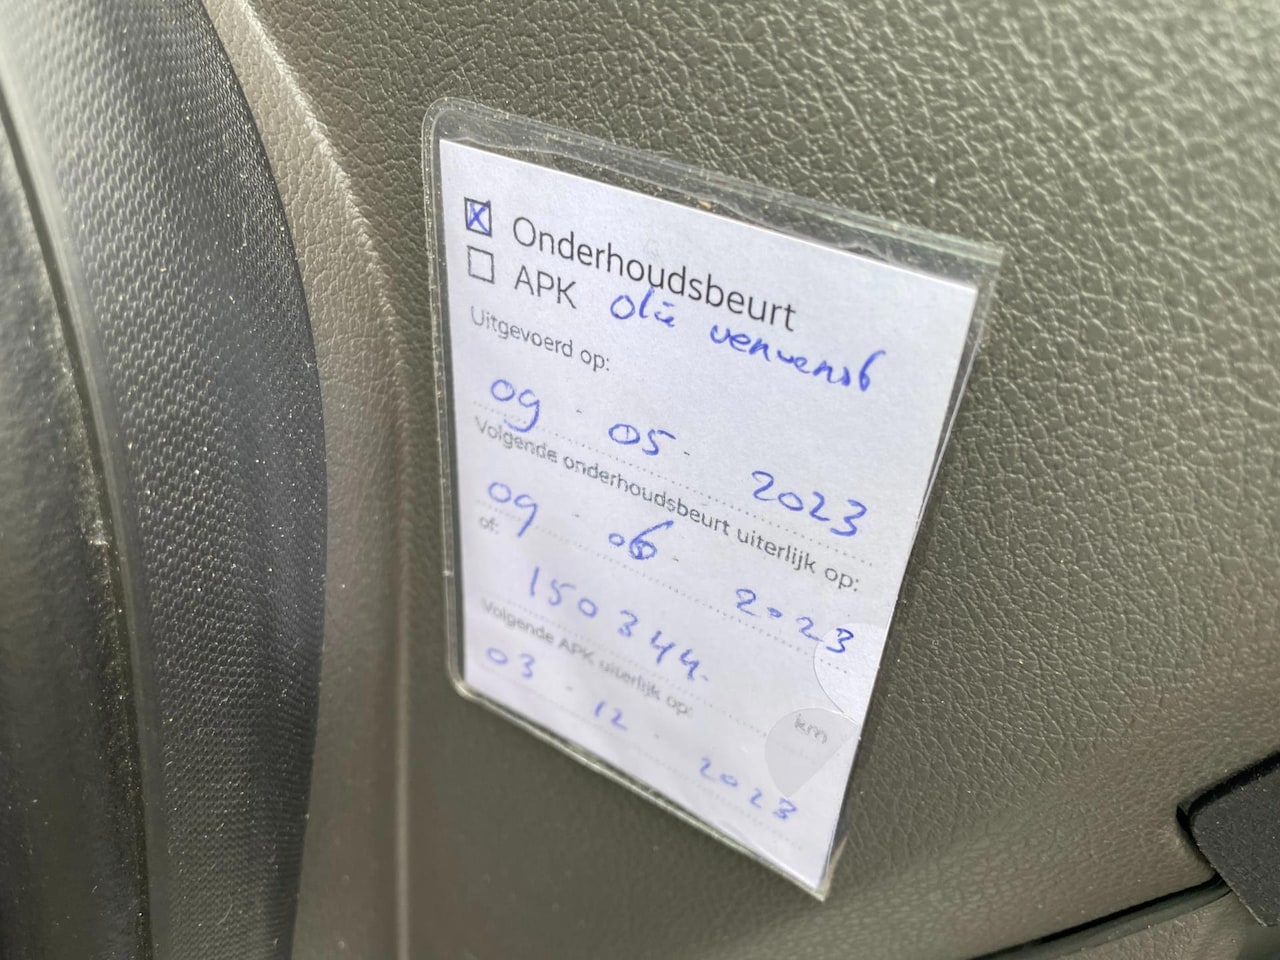 ☒ Onderhoudsbeurt
☐ APK olie ververst
Uitgevoerd op:
09 - 05 - 2023
Volgende onderhoudsbeurt uiterlijk op:
09 - 06 - 2023
of:
150344 km
Volgende APK uiterlijk op:
03 - 12 - 2023